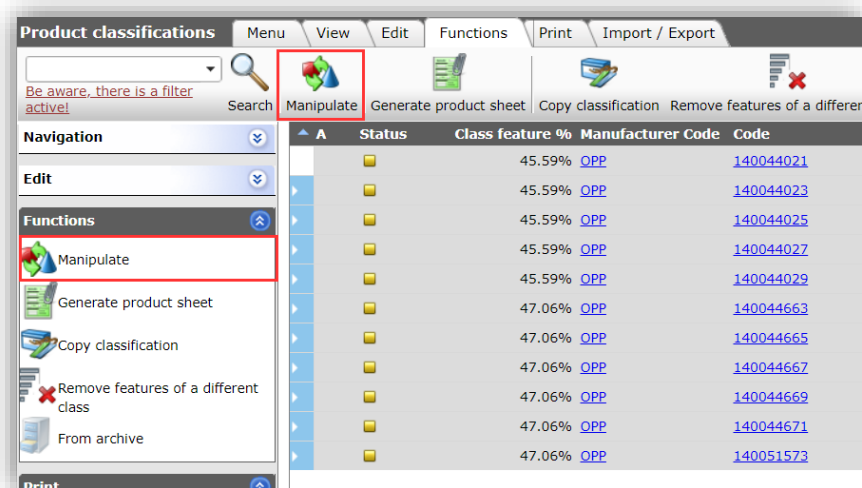 Product classifications Menu View Edit Functions Print Import / Export
Be aware, there is a filter
active!
Search Manipulate Generate product sheet Copy classification Remove features of a differen
Navigation
Edit
Functions
Manipulate
Generate product sheet
Copy classification
Remove features of a different
class
From archive
Print
A Status Class feature % Manufacturer Code Code
45.59% OPP 140044021
45.59% OPP 140044023
45.59% OPP 140044025
45.59% OPP 140044027
45.59% OPP 140044029
47.06% OPP 140044663
47.06% OPP 140044665
47.06% OPP 140044667
47.06% OPP 140044669
47.06% OPP 140044671
47.06% OPP 140051573